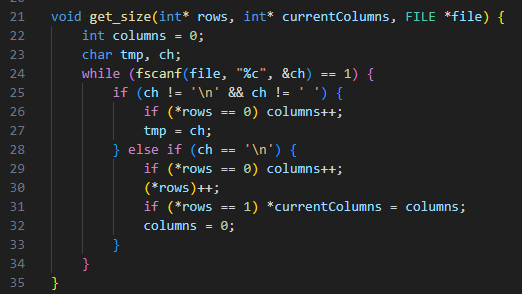 21 void get_size(int* rows, int* currentColumns, FILE *file) {
22     int columns = 0;
23     char tmp, ch;
24     while (fscanf(file, "%c", &ch) == 1) {
25         if (ch != '\n' && ch != ' ') {
26             if (*rows == 0) columns++;
27             tmp = ch;
28         } else if (ch == '\n') {
29             if (*rows == 0) columns++;
30             (*rows)++;
31             if (*rows == 1) *currentColumns = columns;
32             columns = 0;
33         }
34     }
35 }